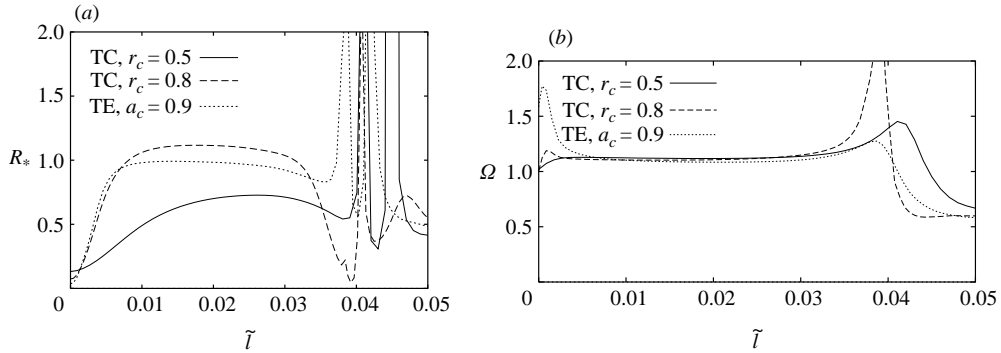 (a)
2.0
TC, r_c = 0.5
TC, r_c = 0.8
TE, a_c = 0.9
1.5
R_* 1.0
0.5
0 0.01 0.02 0.03 0.04 0.05
l̃
(b)
2.0
TC, r_c = 0.5
TC, r_c = 0.8
TE, a_c = 0.9
1.5
Ω 1.0
0.5
0 0.01 0.02 0.03 0.04 0.05
l̃